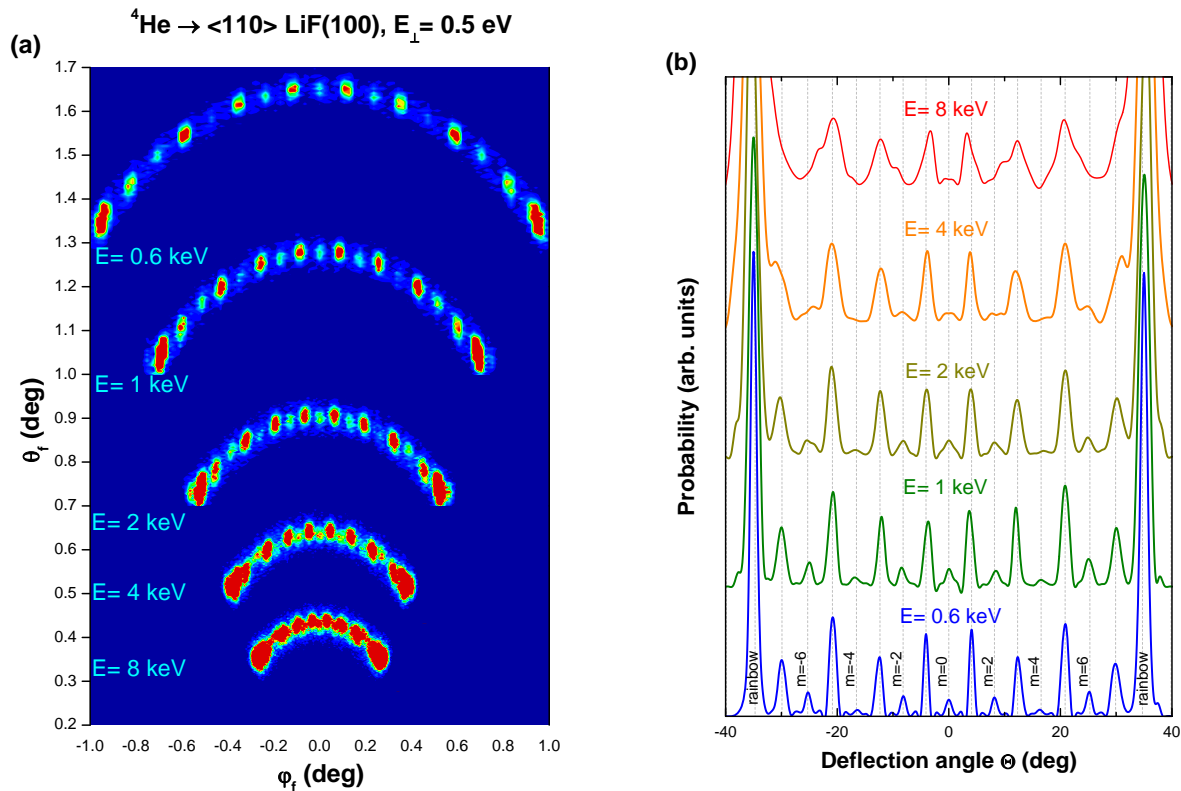 ⁴He → <110> LiF(100), E⊥= 0.5 eV
(a)
θf (deg)
1.7
1.6
1.5
1.4
1.3
1.2
1.1
1.0
0.9
0.8
0.7
0.6
0.5
0.4
0.3
0.2
E= 0.6 keV
E= 1 keV
E= 2 keV
E= 4 keV
E= 8 keV
-1.0 -0.8 -0.6 -0.4 -0.2 0.0 0.2 0.4 0.6 0.8 1.0
φf (deg)
(b)
Probability (arb. units)
E= 8 keV
E= 4 keV
E= 2 keV
E= 1 keV
E= 0.6 keV
rainbow
m=-6
m=-4
m=-2
m=0
m=2
m=4
m=6
rainbow
-40 -20 0 20 40
Deflection angle Θ (deg)